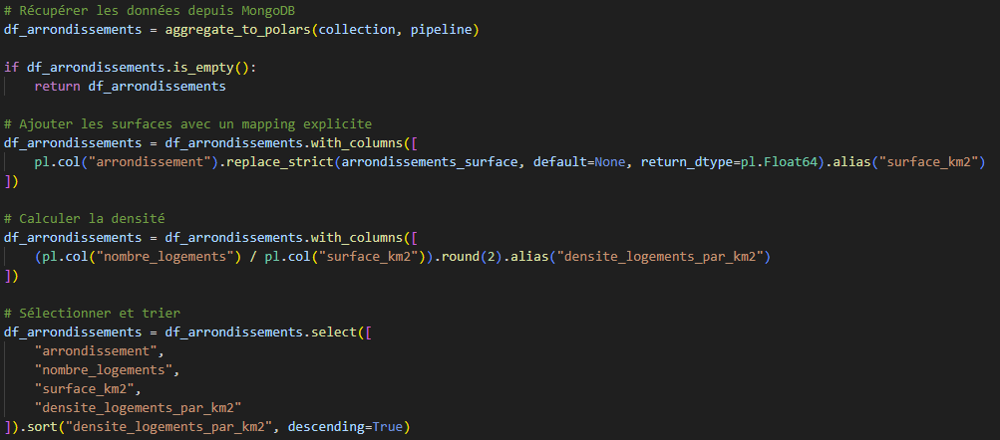 # Récupérer les données depuis MongoDB
df_arrondissements = aggregate_to_polars(collection, pipeline)
if df_arrondissements.is_empty():
    return df_arrondissements
# Ajouter les surfaces avec un mapping explicite
df_arrondissements = df_arrondissements.with_columns([
    pl.col("arrondissement").replace_strict(arrondissements_surface, default=None, return_dtype=pl.Float64).alias("surface_km2")
])
# Calculer la densité
df_arrondissements = df_arrondissements.with_columns([
    (pl.col("nombre_logements") / pl.col("surface_km2")).round(2).alias("densite_logements_par_km2")
])
# Sélectionner et trier
df_arrondissements = df_arrondissements.select([
    "arrondissement",
    "nombre_logements",
    "surface_km2",
    "densite_logements_par_km2"
]).sort("densite_logements_par_km2", descending=True)